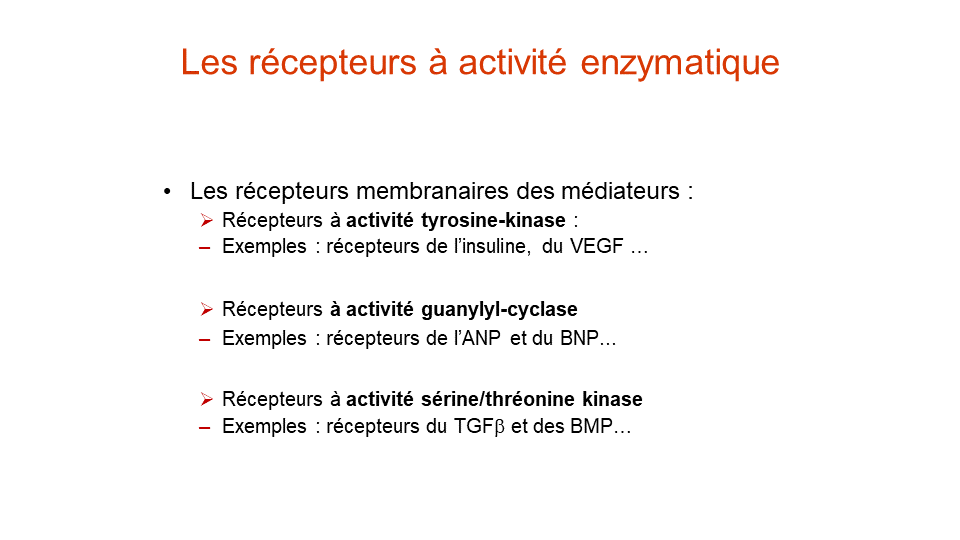 Les récepteurs à activité enzymatique
• Les récepteurs membranaires des médiateurs :
➢ Récepteurs à activité tyrosine-kinase :
– Exemples : récepteurs de l’insuline, du VEGF …
➢ Récepteurs à activité guanylyl-cyclase
– Exemples : récepteurs de l’ANP et du BNP…
➢ Récepteurs à activité sérine/thréonine kinase
– Exemples : récepteurs du TGFβ et des BMP…